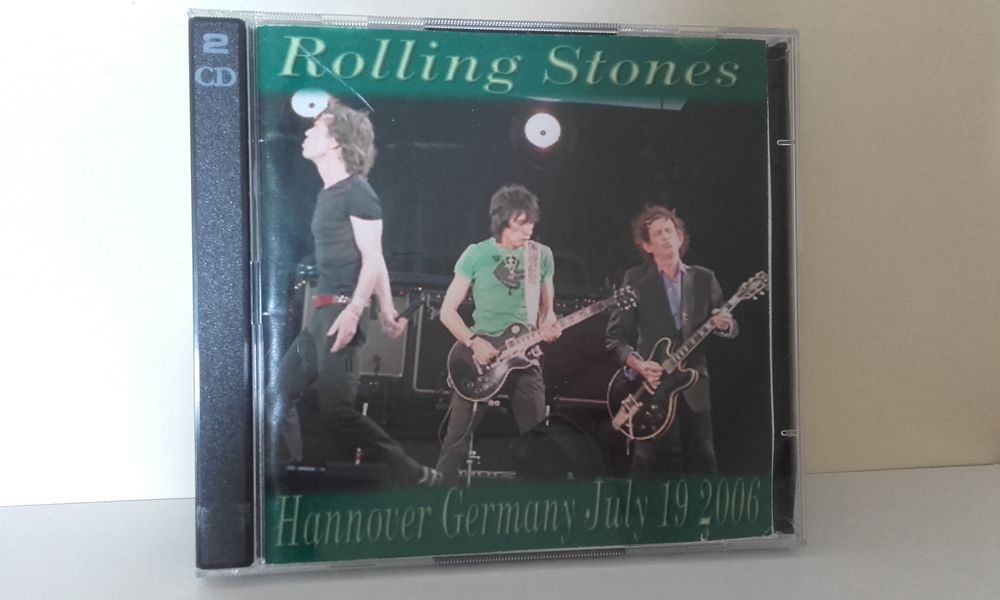 2
CD
Rolling Stones
Hannover Germany July 19 2006